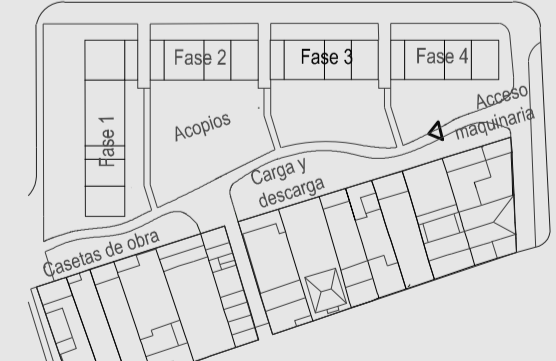 Fase 2
Fase 3
Fase 4
Fase 1
Acopios
Acceso
maquinaria
Carga y
descarga
Casetas de obra